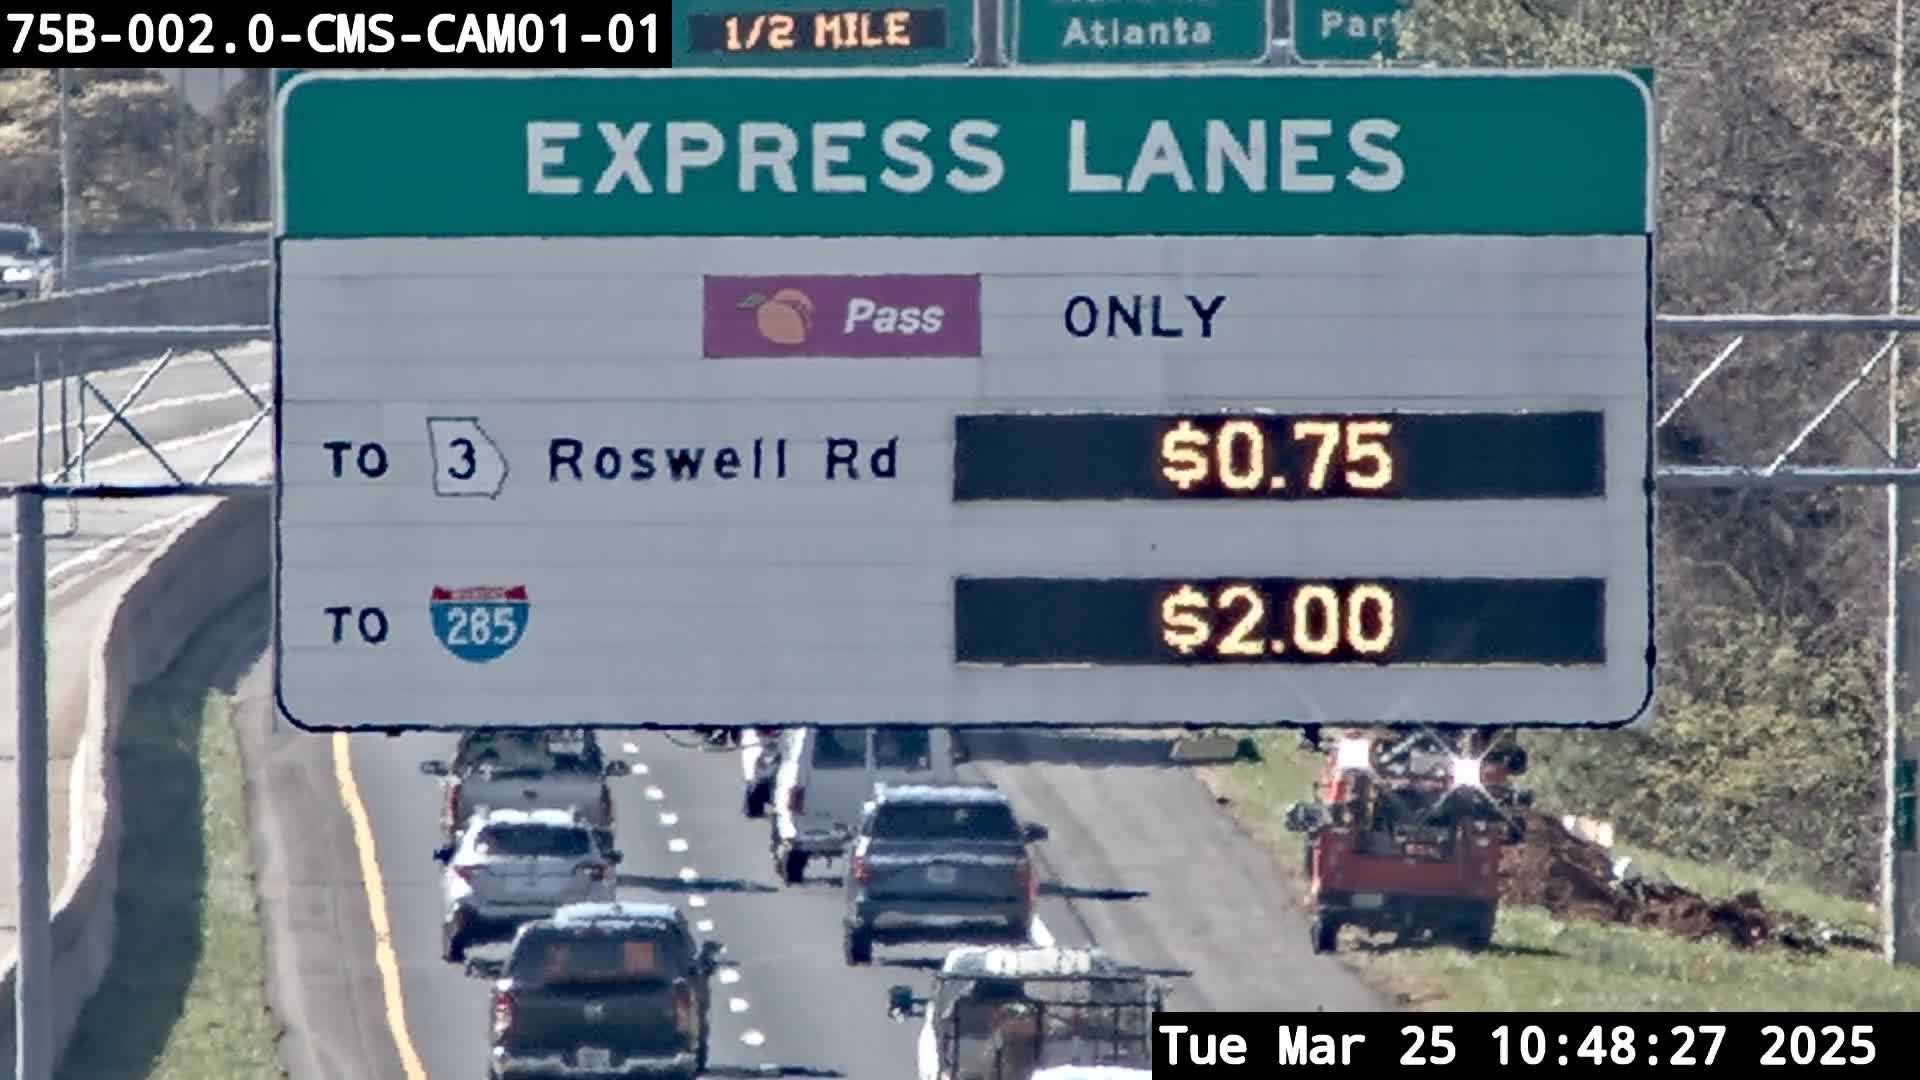 75B-002.0-CMS-CAM01-01
1/2 MILE
Atlanta
EXPRESS LANES
Pass ONLY
TO 3 Roswell Rd $0.75
TO 285 $2.00
Tue Mar 25 10:48:27 2025